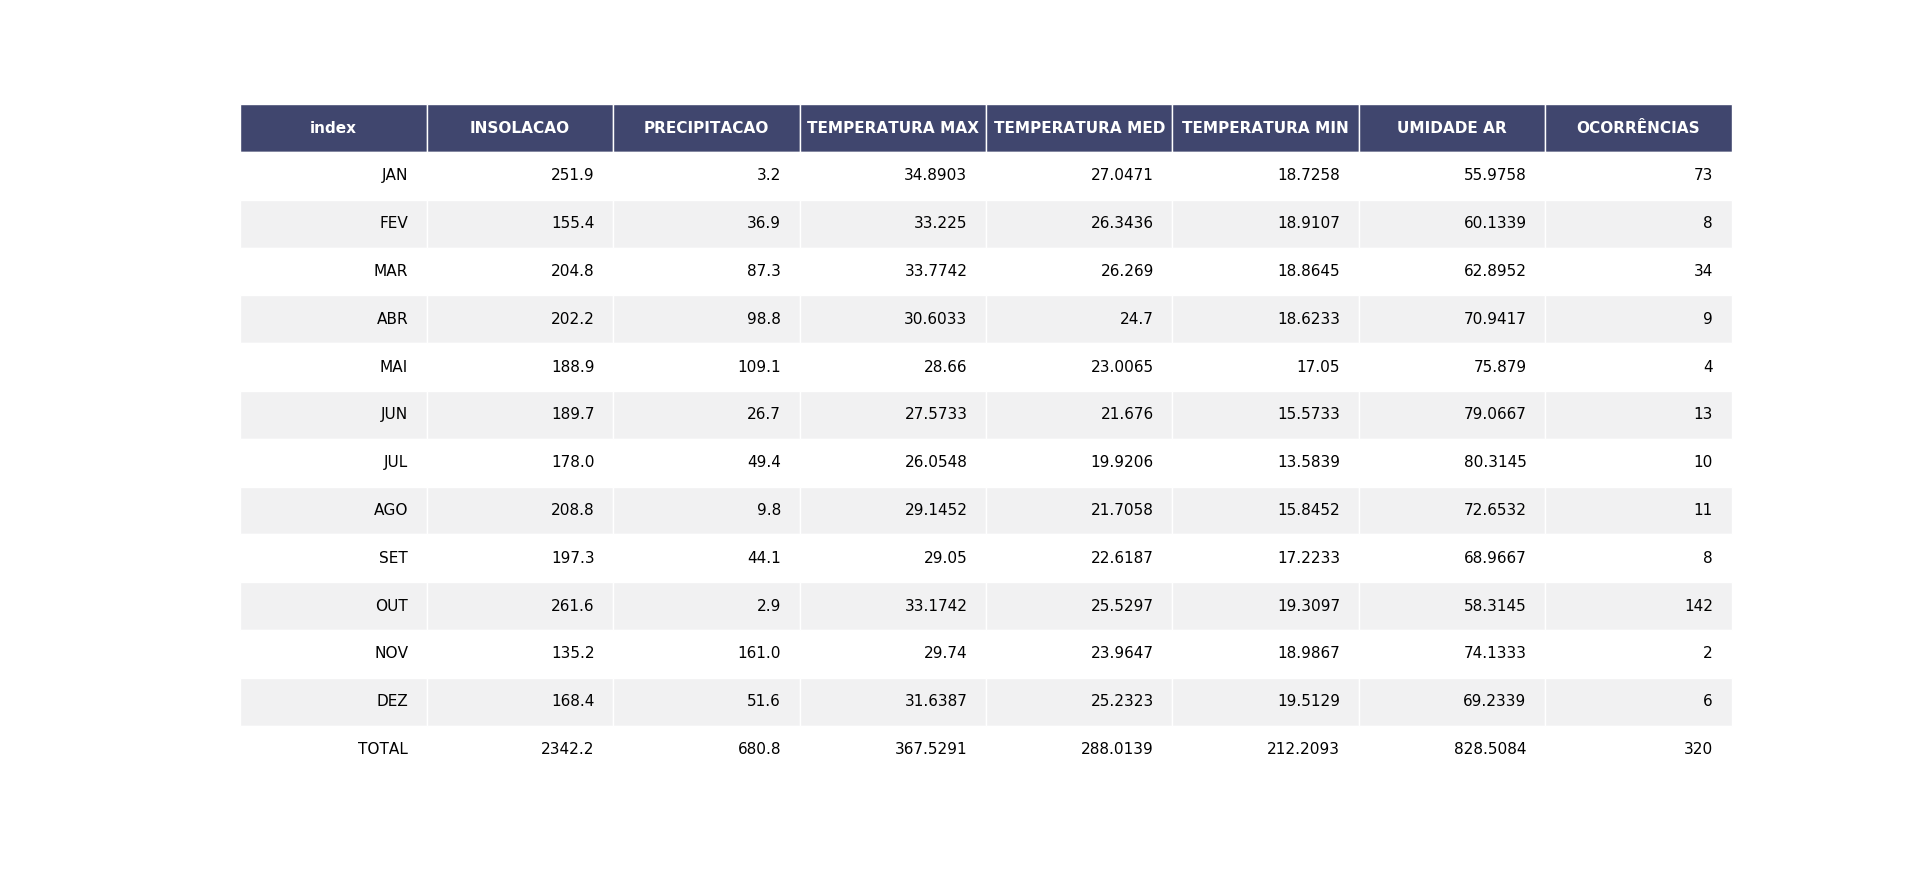 index INSOLACAO PRECIPITACAO TEMPERATURA MAX TEMPERATURA MED TEMPERATURA MIN UMIDADE AR OCORRÊNCIAS
JAN 251.9 3.2 34.8903 27.0471 18.7258 55.9758 73
FEV 155.4 36.9 33.225 26.3436 18.9107 60.1339 8
MAR 204.8 87.3 33.7742 26.269 18.8645 62.8952 34
ABR 202.2 98.8 30.6033 24.7 18.6233 70.9417 9
MAI 188.9 109.1 28.66 23.0065 17.05 75.879 4
JUN 189.7 26.7 27.5733 21.676 15.5733 79.0667 13
JUL 178.0 49.4 26.0548 19.9206 13.5839 80.3145 10
AGO 208.8 9.8 29.1452 21.7058 15.8452 72.6532 11
SET 197.3 44.1 29.05 22.6187 17.2233 68.9667 8
OUT 261.6 2.9 33.1742 25.5297 19.3097 58.3145 142
NOV 135.2 161.0 29.74 23.9647 18.9867 74.1333 2
DEZ 168.4 51.6 31.6387 25.2323 19.5129 69.2339 6
TOTAL 2342.2 680.8 367.5291 288.0139 212.2093 828.5084 320